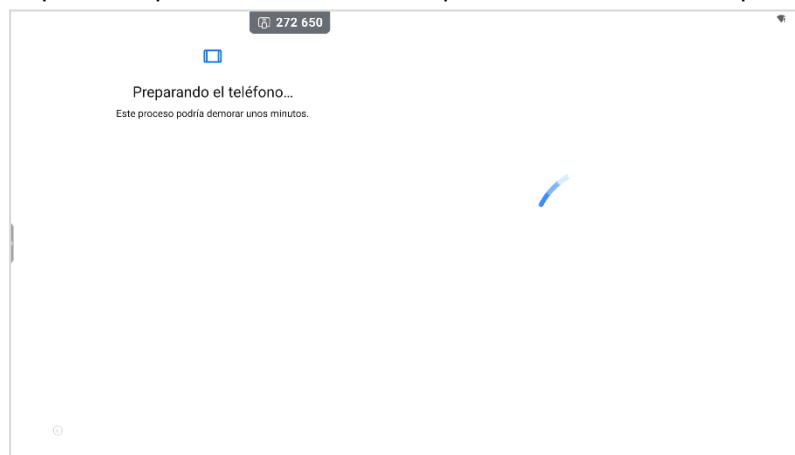 272 650
Preparando el teléfono...
Este proceso podría demorar unos minutos.